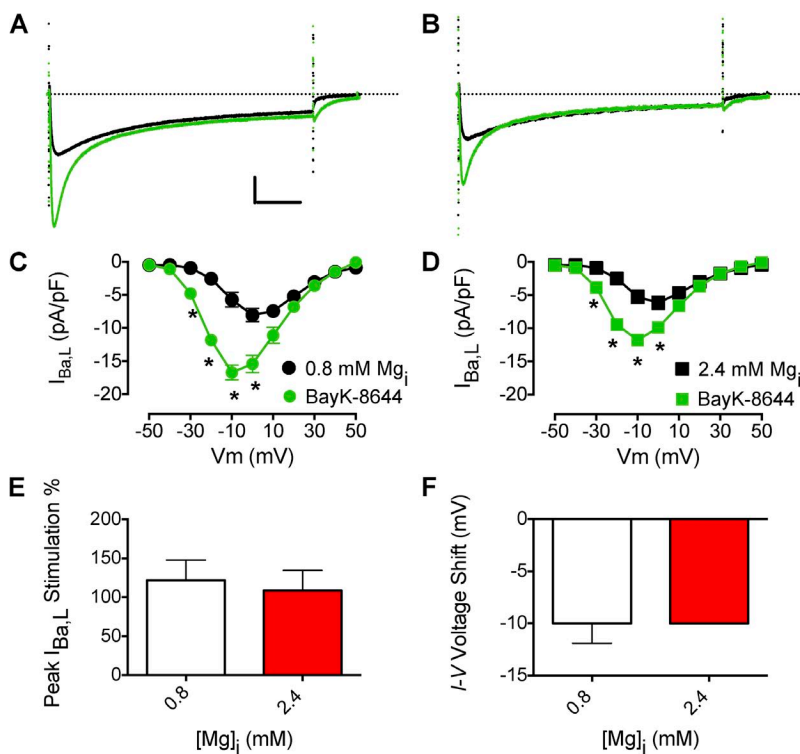 A
B
C
I_Ba,L (pA/pF)
0
-5
-10
-15
-20
*
*
*
*
0.8 mM Mg_i
BayK-8644
-50 -30 -10 10 30 50
Vm (mV)
D
I_Ba,L (pA/pF)
0
-5
-10
-15
-20
*
*
*
*
2.4 mM Mg_i
BayK-8644
-50 -30 -10 10 30 50
Vm (mV)
E
Peak I_Ba,L Stimulation %
200
150
100
50
0
0.8
2.4
[Mg]_i (mM)
F
I-V Voltage Shift (mV)
0
-5
-10
-15
0.8
2.4
[Mg]_i (mM)